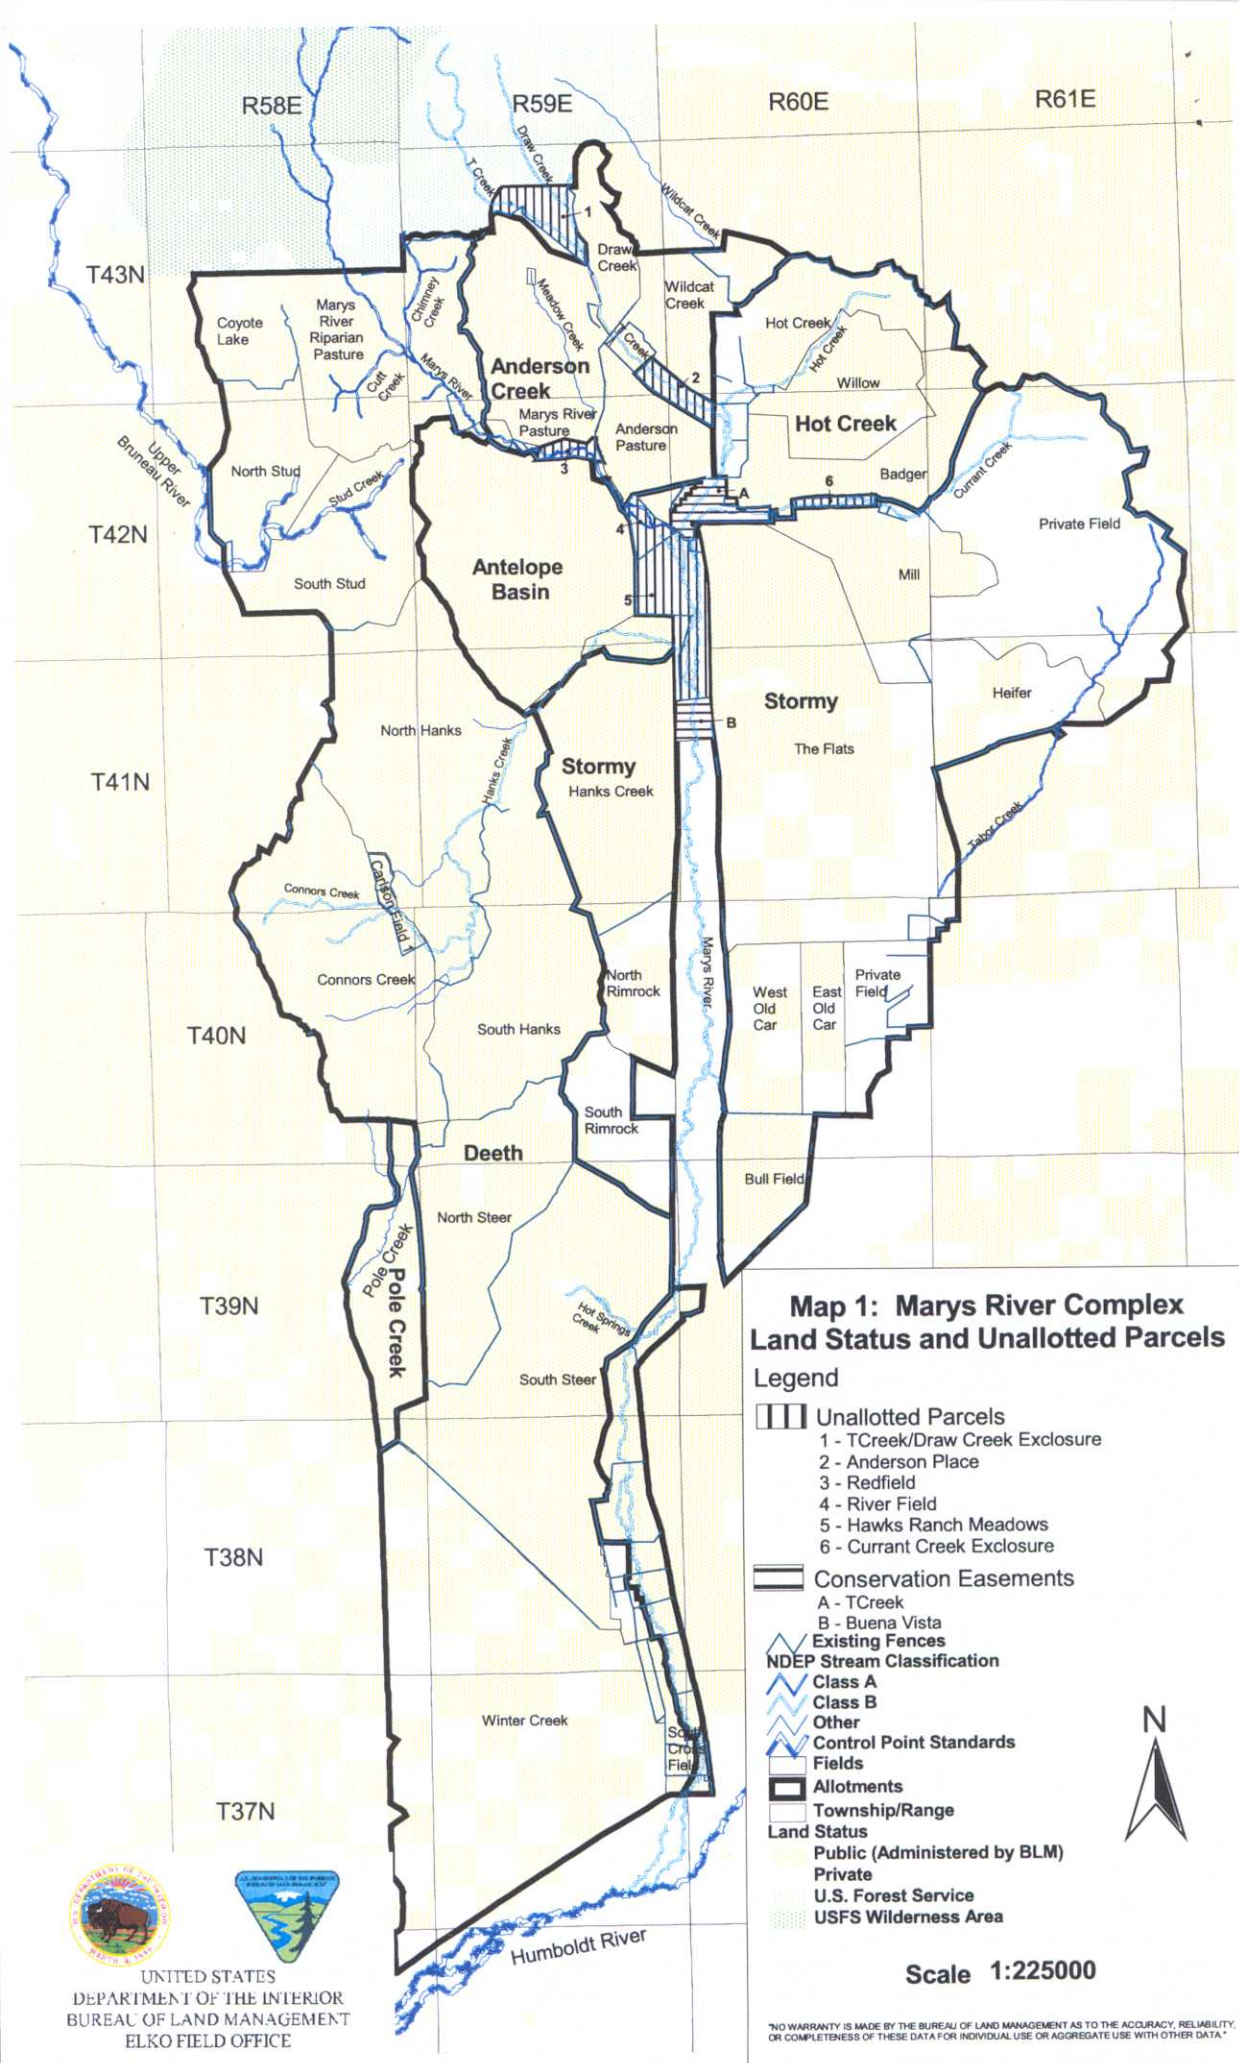 R58E
R59E
R60E
R61E
T Creek
Draw Creek
Wildcat Creek
1
T43N
Draw
Creek
Wildcat
Creek
Coyote
Lake
Marys
River
Riparian
Pasture
Chimney
Creek
Meadow Creek
Hot Creek
Hot Creek
T Creek
Cutt
Creek
Marys River
Anderson
Creek
2
Willow
Marys River
Pasture
Anderson
Pasture
Hot Creek
Upper
Bruneau River
North Stud
Stud Creek
3
Badger
Currant Creek
A
6
Private Field
4
T42N
Antelope
Basin
South Stud
Mill
5
Heifer
Stormy
North Hanks
B
The Flats
Hanks Creek
Stormy
Hanks Creek
T41N
Tabor Creek
Connors Creek
Carlson Field 1
Marys River
Connors Creek
North
Rimrock
West
Old
Car
East
Old
Car
Private
Field
T40N
South Hanks
South
Rimrock
Deeth
Bull Field
North Steer
Pole Creek
Pole Creek
T39N
Hot Springs
Creek
South Steer
T38N
Winter Creek
South
Cross
Field
T37N
Humboldt River
Map 1: Marys River Complex
Land Status and Unallotted Parcels
Legend
Unallotted Parcels
1 - TCreek/Draw Creek Exclosure
2 - Anderson Place
3 - Redfield
4 - River Field
5 - Hawks Ranch Meadows
6 - Currant Creek Exclosure
Conservation Easements
A - TCreek
B - Buena Vista
Existing Fences
NDEP Stream Classification
Class A
Class B
Other
Control Point Standards
Fields
Allotments
Township/Range
Land Status
Public (Administered by BLM)
Private
U.S. Forest Service
USFS Wilderness Area
N
Scale 1:225000
"NO WARRANTY IS MADE BY THE BUREAU OF LAND MANAGEMENT AS TO THE ACCURACY, RELIABILITY,
OR COMPLETENESS OF THESE DATA FOR INDIVIDUAL USE OR AGGREGATE USE WITH OTHER DATA."
MARCH 3, 1849
UNITED STATES
DEPARTMENT OF THE INTERIOR
BUREAU OF LAND MANAGEMENT
ELKO FIELD OFFICE